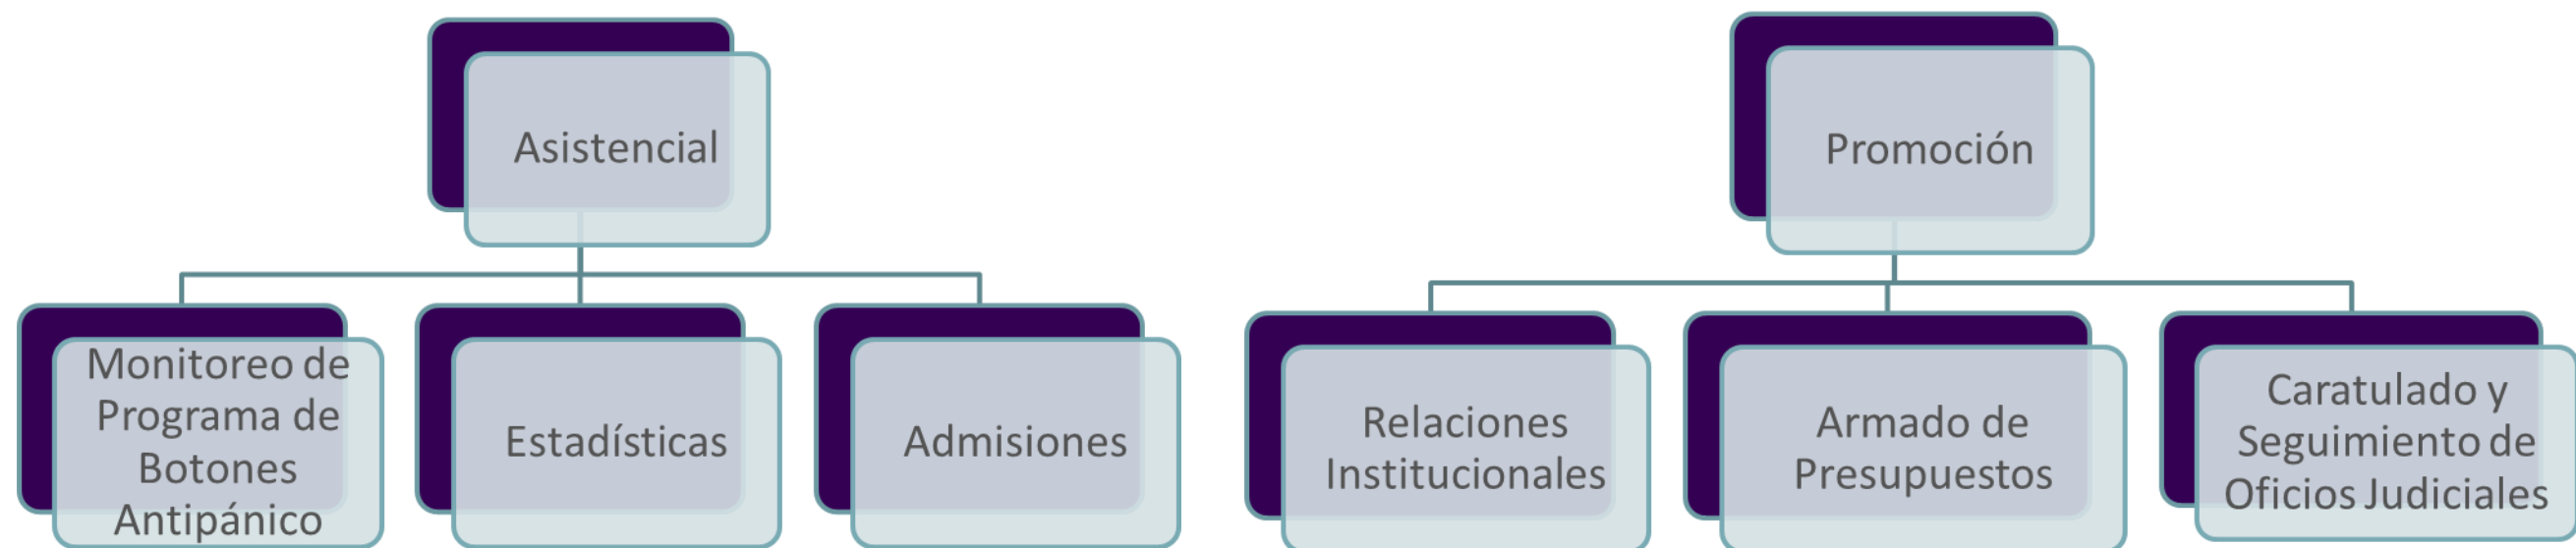 Asistencial
Promoción
Monitoreo de
Programa de
Botones
Antipánico
Estadísticas
Admisiones
Relaciones
Institucionales
Armado de
Presupuestos
Caratulado y
Seguimiento de
Oficios Judiciales